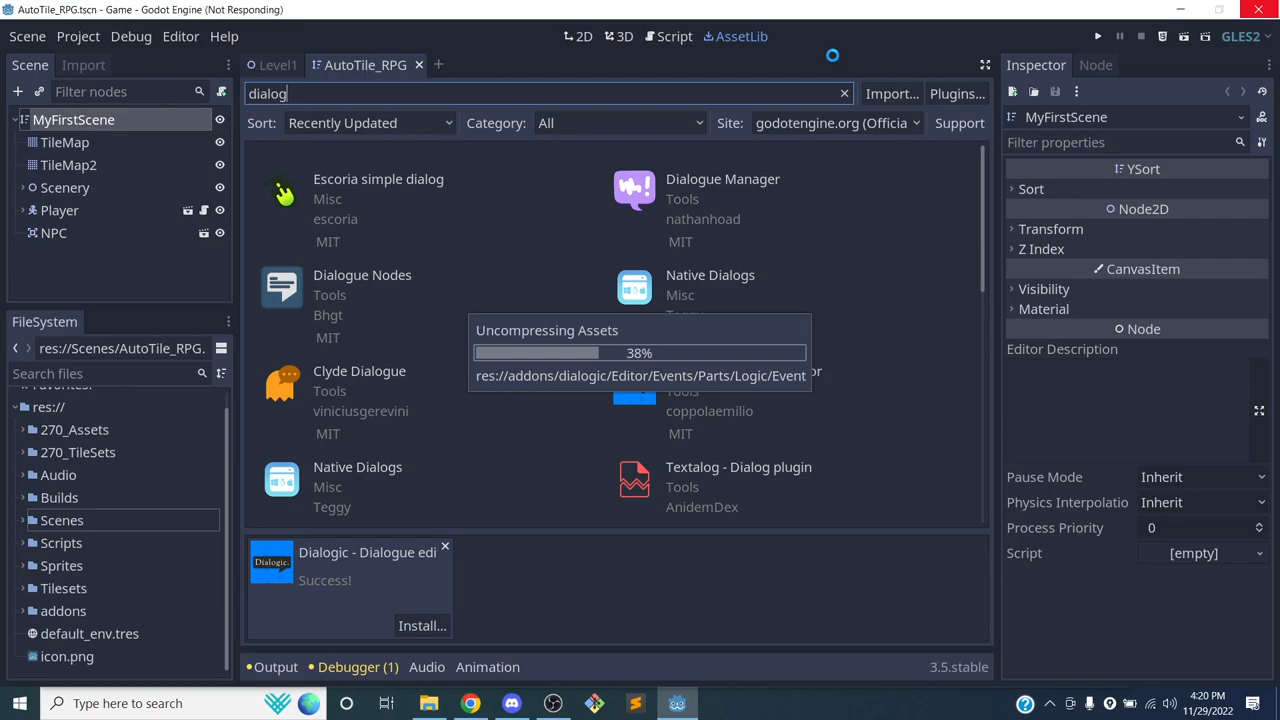 AutoTile_RPG.tscn - Game - Godot Engine (Not Responding)
Scene Project Debug Editor Help
2D 3D Script AssetLib
GLES2
Scene Import
Filter nodes
MyFirstScene
TileMap
TileMap2
Scenery
Player
NPC
FileSystem
res://Scenes/AutoTile_RPG.
Search files
Favorites:
res://
270_Assets
270_TileSets
Audio
Builds
Scenes
Scripts
Sprites
Tilesets
addons
default_env.tres
icon.png
Level1 AutoTile_RPG
dialog
Import... Plugins...
Sort: Recently Updated Category: All Site: godotengine.org (Officia Support
Escoria simple dialog
Misc
escoria
MIT
Dialogue Manager
Tools
nathanhoad
MIT
Dialogue Nodes
Tools
Bhgt
MIT
Native Dialogs
Misc
Teggy
Uncompressing Assets
38%
res://addons/dialogic/Editor/Events/Parts/Logic/Event
Clyde Dialogue
Tools
viniciusgerevini
MIT
or
Tools
coppolaemilio
MIT
Native Dialogs
Misc
Teggy
Textalog - Dialog plugin
Tools
AnidemDex
Dialogic.
Dialogic - Dialogue edi
Success!
Install...
Output Debugger (1) Audio Animation
3.5.stable
Inspector Node
MyFirstScene
Filter properties
YSort
Sort
Node2D
Transform
Z Index
CanvasItem
Visibility
Material
Node
Editor Description
Pause Mode Inherit
Physics Interpolatio Inherit
Process Priority 0
Script [empty]
Type here to search
4:20 PM
11/29/2022